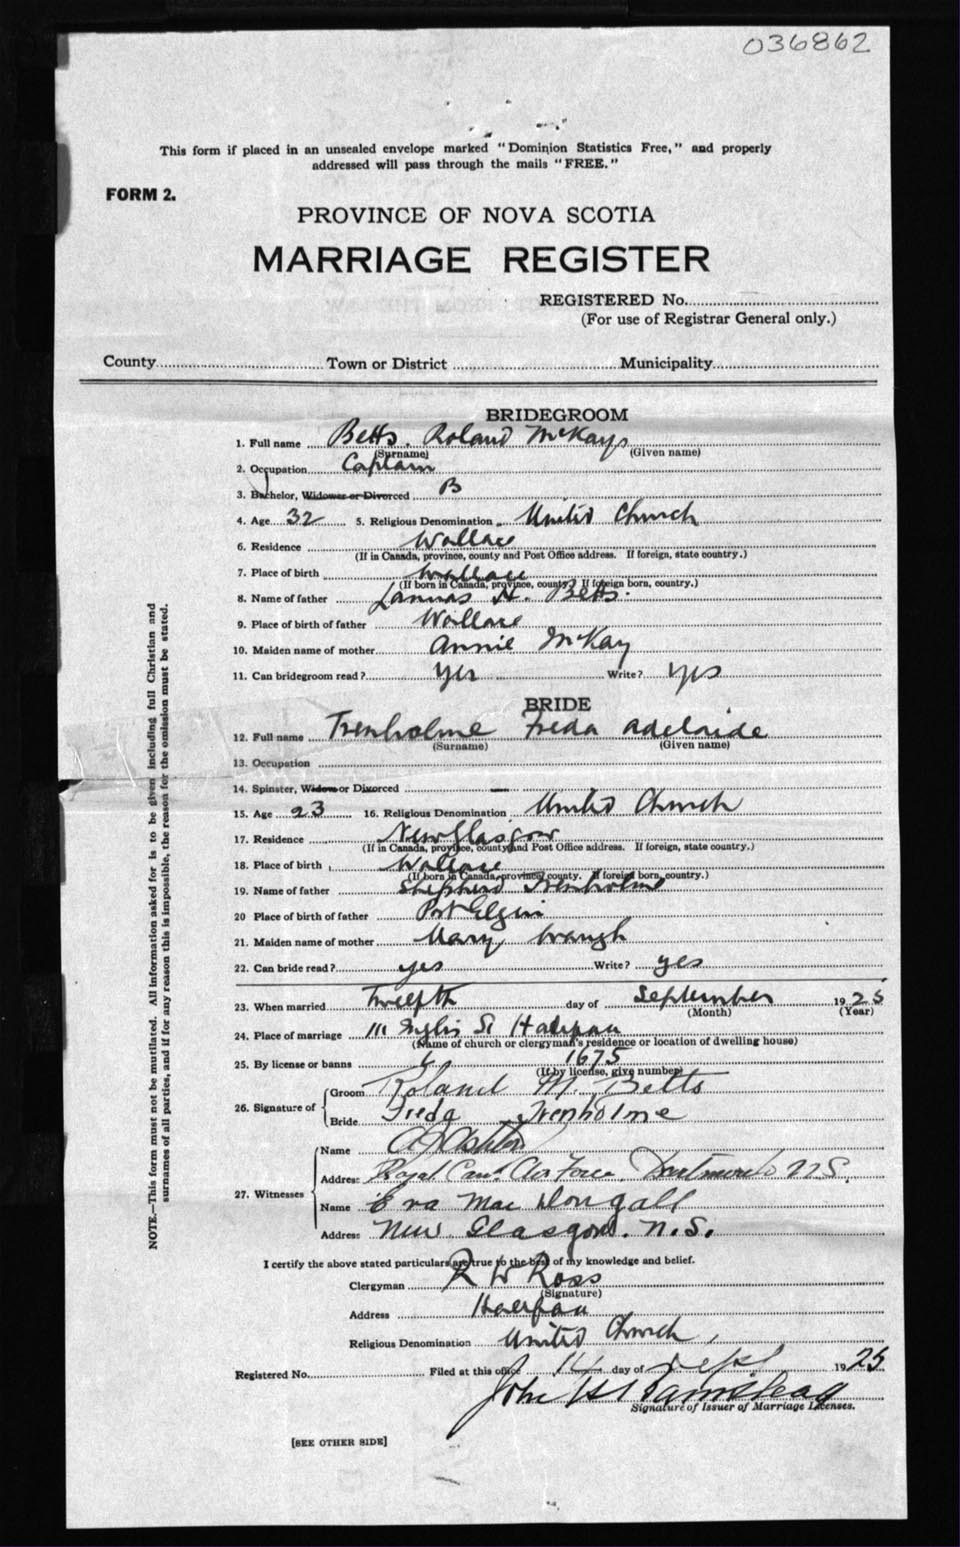 036862
This form if placed in an unsealed envelope marked "Dominion Statistics Free," and properly
addressed will pass through the mails "FREE."
FORM 2.
PROVINCE OF NOVA SCOTIA
MARRIAGE REGISTER
REGISTERED No.
(For use of Registrar General only.)
County Town or District Municipality
BRIDEGROOM
1. Full name Betts. Roland McKays
(Surname) (Given name)
2. Occupation Captain
3. Bachelor, Widower or Divorced B
4. Age 32 5. Religious Denomination United Church
6. Residence Wallace
(If in Canada, province, county and Post Office address. If foreign, state country.)
7. Place of birth Wallace
(If born in Canada, province, county. If foreign born, country.)
8. Name of father H. Betts.
9. Place of birth of father Wallace
10. Maiden name of mother Annie McKay
11. Can bridegroom read? Yes Write? Yes
BRIDE
12. Full name Trenholme Freda Adelaide
(Surname) (Given name)
13. Occupation
14. Spinster, Widow or Divorced —
15. Age 23 16. Religious Denomination United Church
17. Residence New Glasgow
(If in Canada, province, county and Post Office address. If foreign, state country.)
18. Place of birth Wallace
(If born in Canada, province, county. If foreign born, country.)
19. Name of father Shepherd Trenholme
20 Place of birth of father Port Elgin
21. Maiden name of mother Mary Waugh
22. Can bride read? yes Write? yes
23. When married Twelfth day of September 1925
(Month) (Year)
24. Place of marriage 111 Inglis St Halifax
(Name of church or clergyman's residence or location of dwelling house)
25. By license or banns L 1675
(If by license, give number)
26. Signature of
Groom Roland M. Betts
Bride Freda Trenholme
27. Witnesses
Name
Address Royal Can. Air Force, Dartmouth N.S.
Name Eva MacDougall
Address New Glasgow. N.S.
I certify the above stated particulars are true to the best of my knowledge and belief.
Clergyman R W Ross
(Signature)
Address Halifax
Religious Denomination United Church
Registered No. Filed at this office 14 day of Sept 1925
John H
Signature of Issuer of Marriage Licenses.
[SEE OTHER SIDE]
NOTE.—This form must not be mutilated. All information asked for is to be given including full Christian and
surnames of all parties, and if for any reason this is impossible, the reason for the omission must be stated.